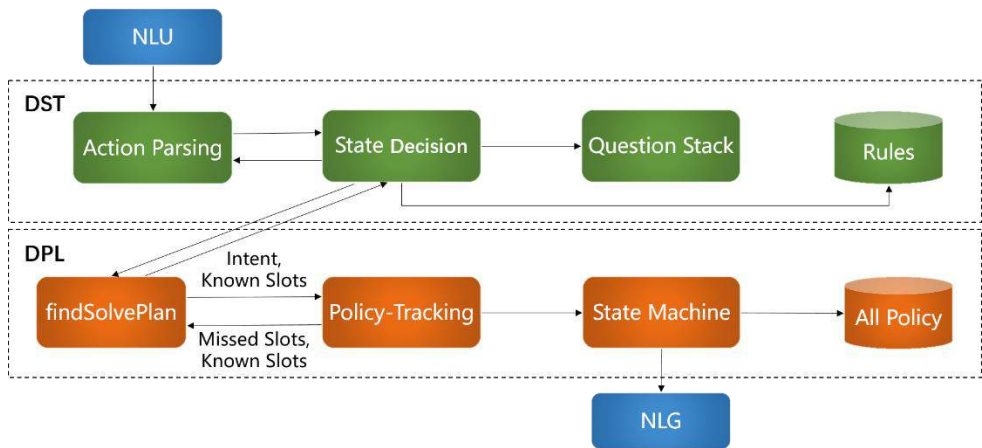 NLU
DST
Action Parsing
State Decision
Question Stack
Rules
DPL
Intent,
Known Slots
findSolvePlan
Policy-Tracking
State Machine
All Policy
Missed Slots,
Known Slots
NLG